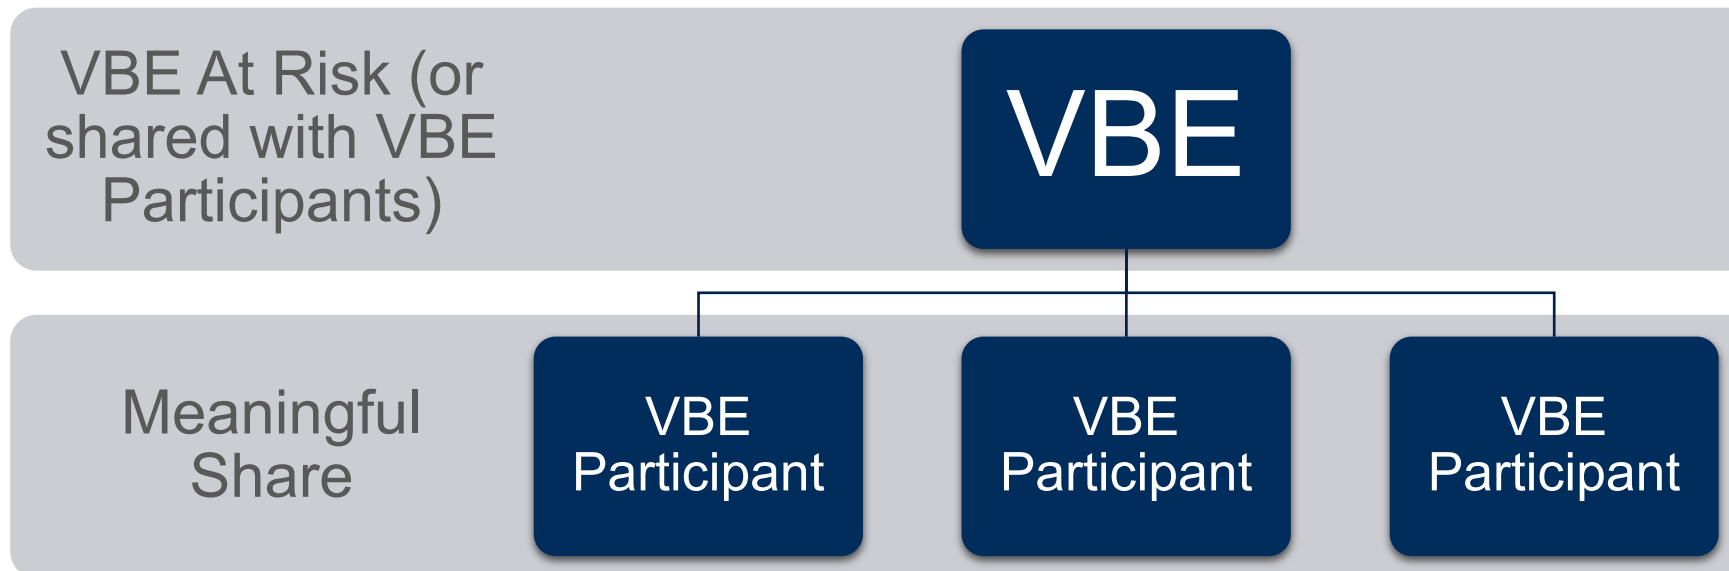 VBE At Risk (or
shared with VBE
Participants)
VBE
Meaningful
Share
VBE
Participant
VBE
Participant
VBE
Participant